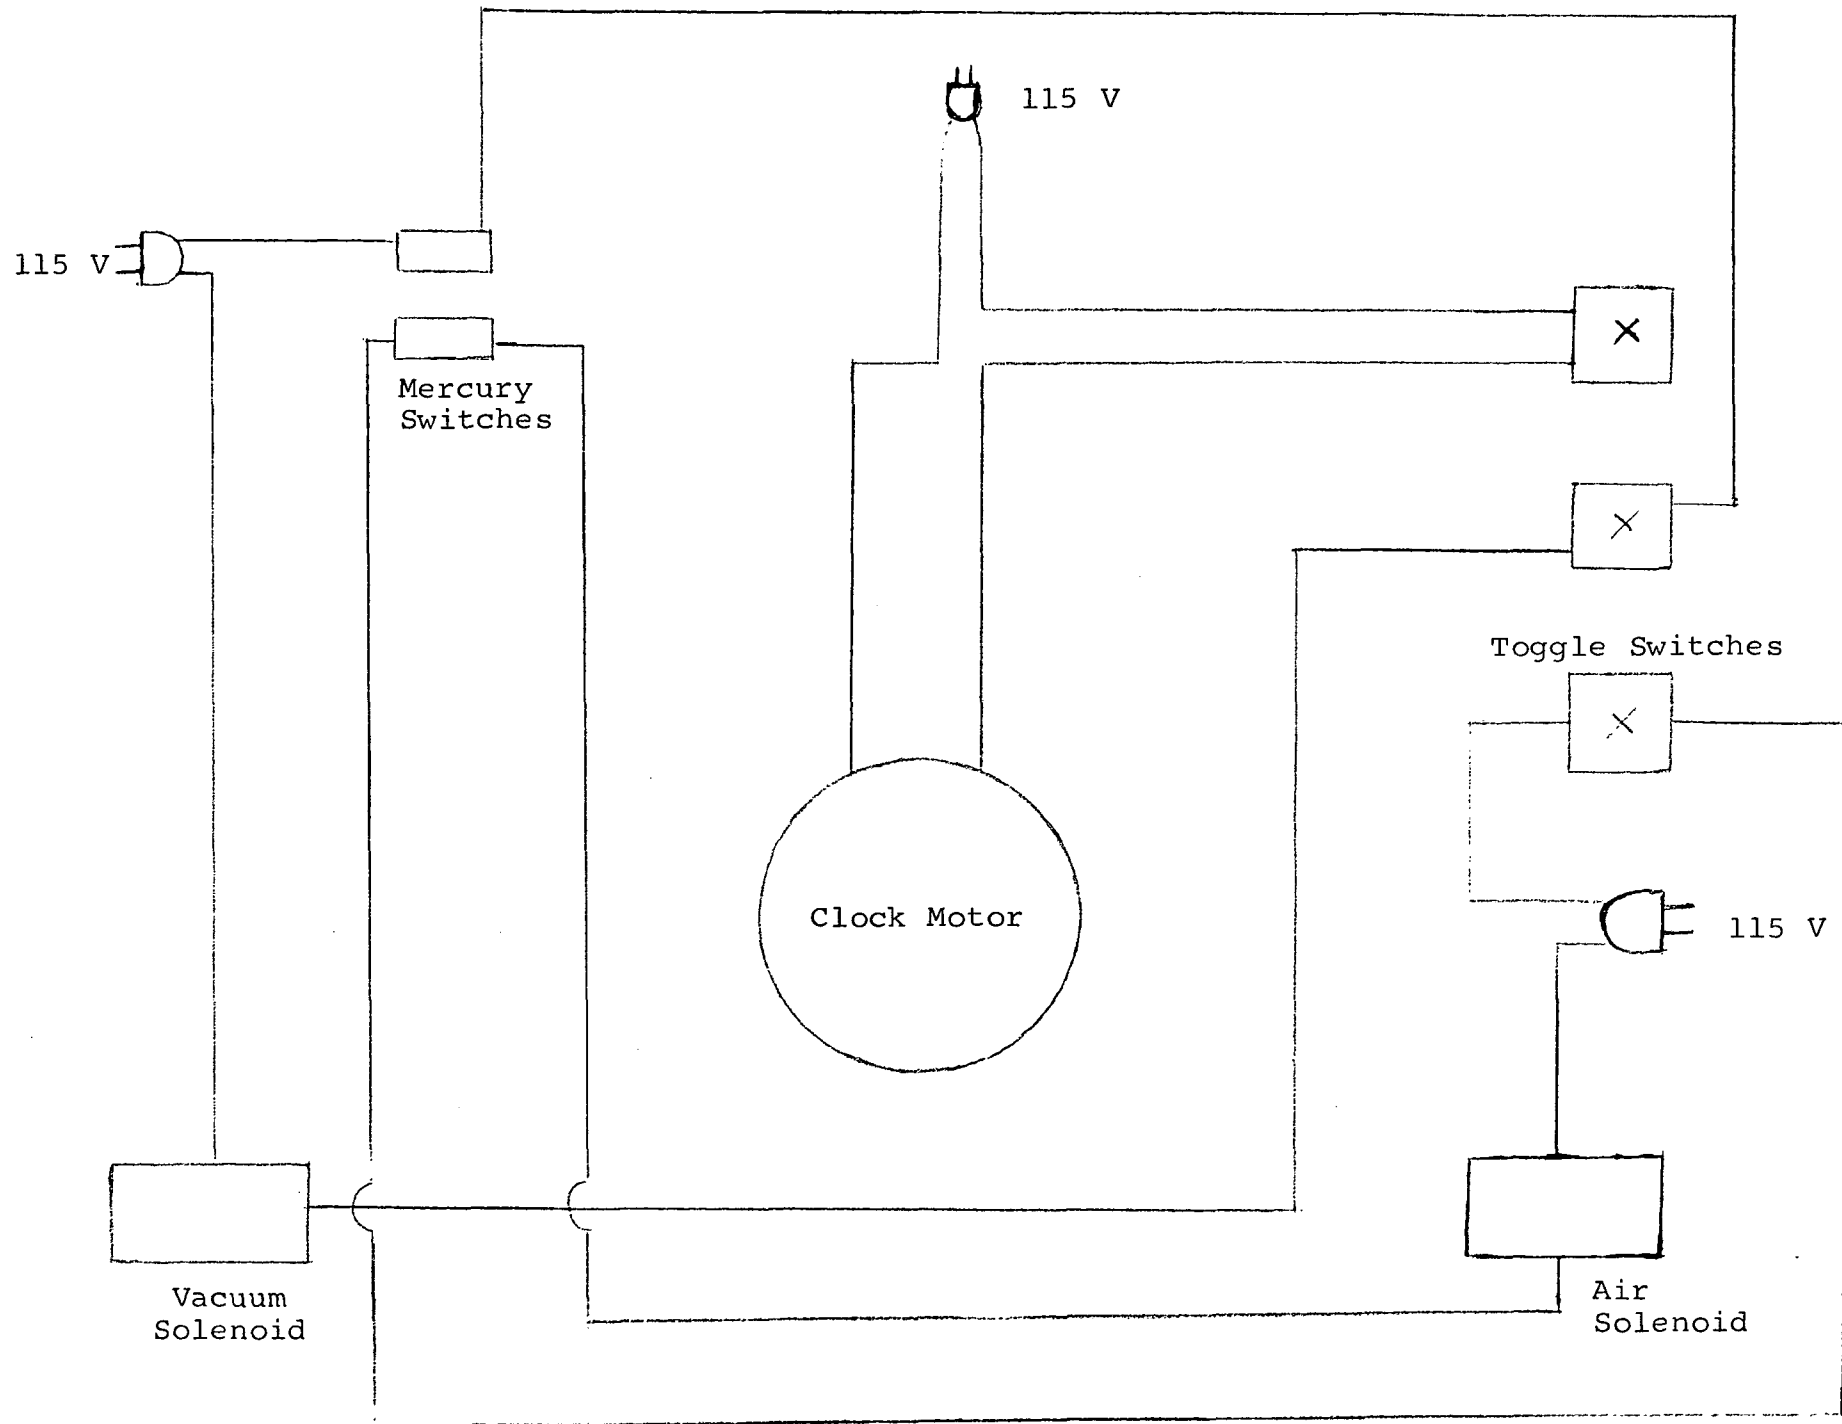 115 V
115 V
Mercury
Switches
Toggle Switches
Clock Motor
115 V
Vacuum
Solenoid
Air
Solenoid